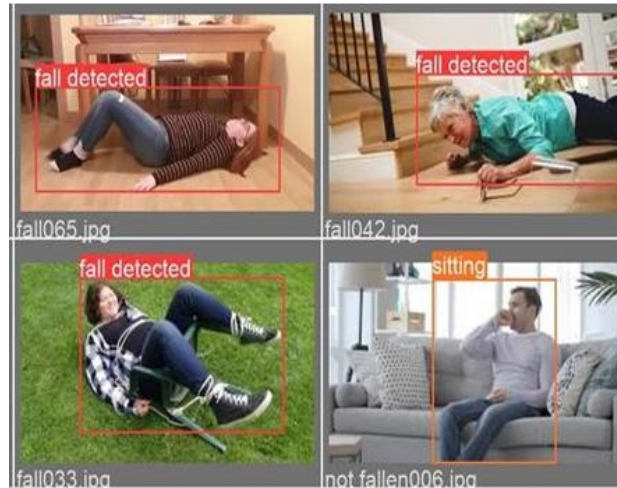 fall detected
fall065.jpg
fall detected
fall042.jpg
fall detected
fall033.jpg
sitting
not fallen006.jpg